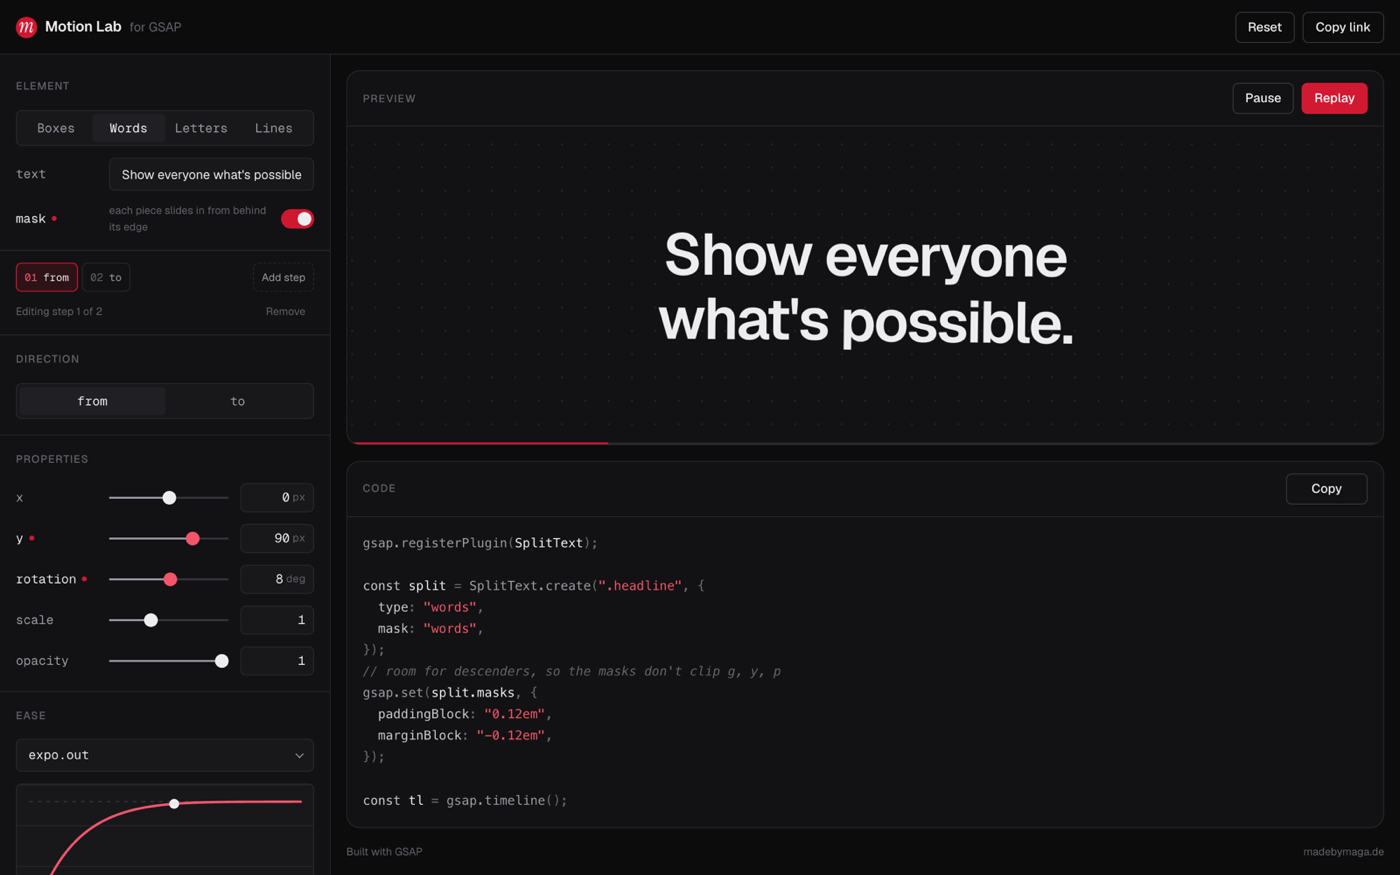 m Motion Lab for GSAP
Reset
Copy link
ELEMENT
Boxes
Words
Letters
Lines
text
Show everyone what's possible
mask
each piece slides in from behind
its edge
01 from
02 to
Add step
Editing step 1 of 2
Remove
DIRECTION
from
to
PROPERTIES
x
0 px
y
90 px
rotation
8 deg
scale
1
opacity
1
EASE
expo.out
PREVIEW
Pause
Replay
Show everyone
what's possible.
CODE
Copy
gsap.registerPlugin(SplitText);
const split = SplitText.create(".headline", {
  type: "words",
  mask: "words",
});
// room for descenders, so the masks don't clip g, y, p
gsap.set(split.masks, {
  paddingBlock: "0.12em",
  marginBlock: "-0.12em",
});
const tl = gsap.timeline();
Built with GSAP
madebymaga.de